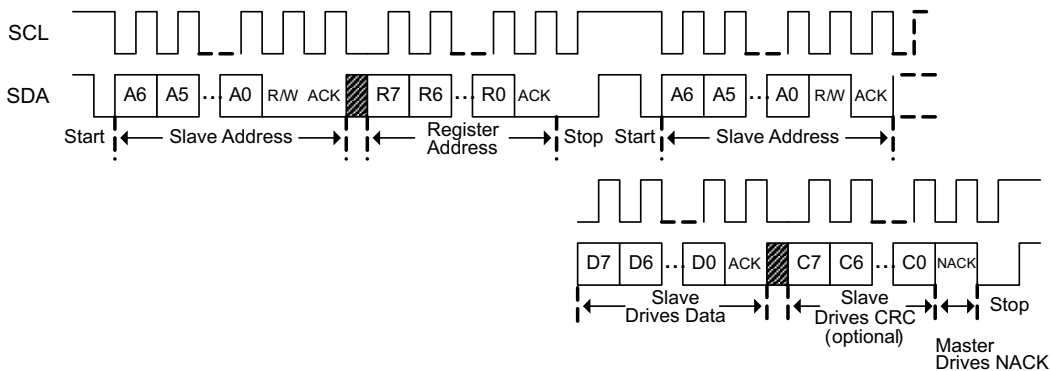 SCL
SDA
A6 A5 ... A0 R/W ACK R7 R6 ... R0 ACK A6 A5 ... A0 R/W ACK
Start Slave Address Register Address Stop Start Slave Address
D7 D6 ... D0 ACK C7 C6 ... C0 NACK
Slave Drives Data
Slave Drives CRC (optional)
Stop
Master Drives NACK